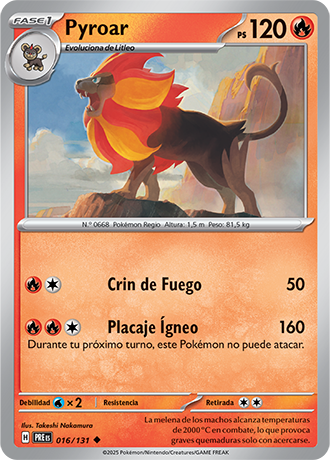 FASE 1
Pyroar
PS 120
Evoluciona de Litleo
N.º 0668 Pokémon Regio Altura: 1,5 m Peso: 81,5 kg
Crin de Fuego 50
Placaje Ígneo 160
Durante tu próximo turno, este Pokémon no puede atacar.
Debilidad ×2 Resistencia Retirada
Ilus. Takeshi Nakamura
La melena de los machos alcanza temperaturas
de 2000 °C en combate, lo que provoca
graves quemaduras solo con acercarse.
H PRE ES 016/131
©2025 Pokémon/Nintendo/Creatures/GAME FREAK